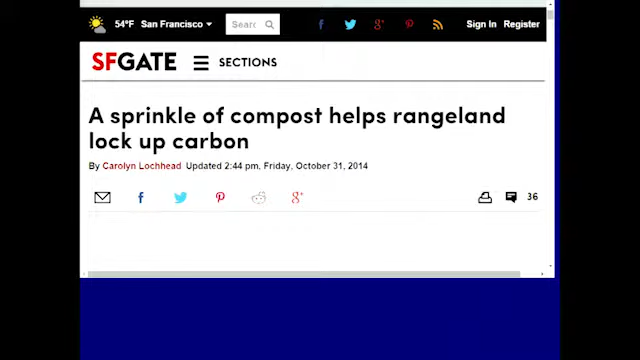 54°F San Francisco Search Sign In Register
SFGATE SECTIONS
A sprinkle of compost helps rangeland
lock up carbon
By Carolyn Lochhead Updated 2:44 pm, Friday, October 31, 2014
36